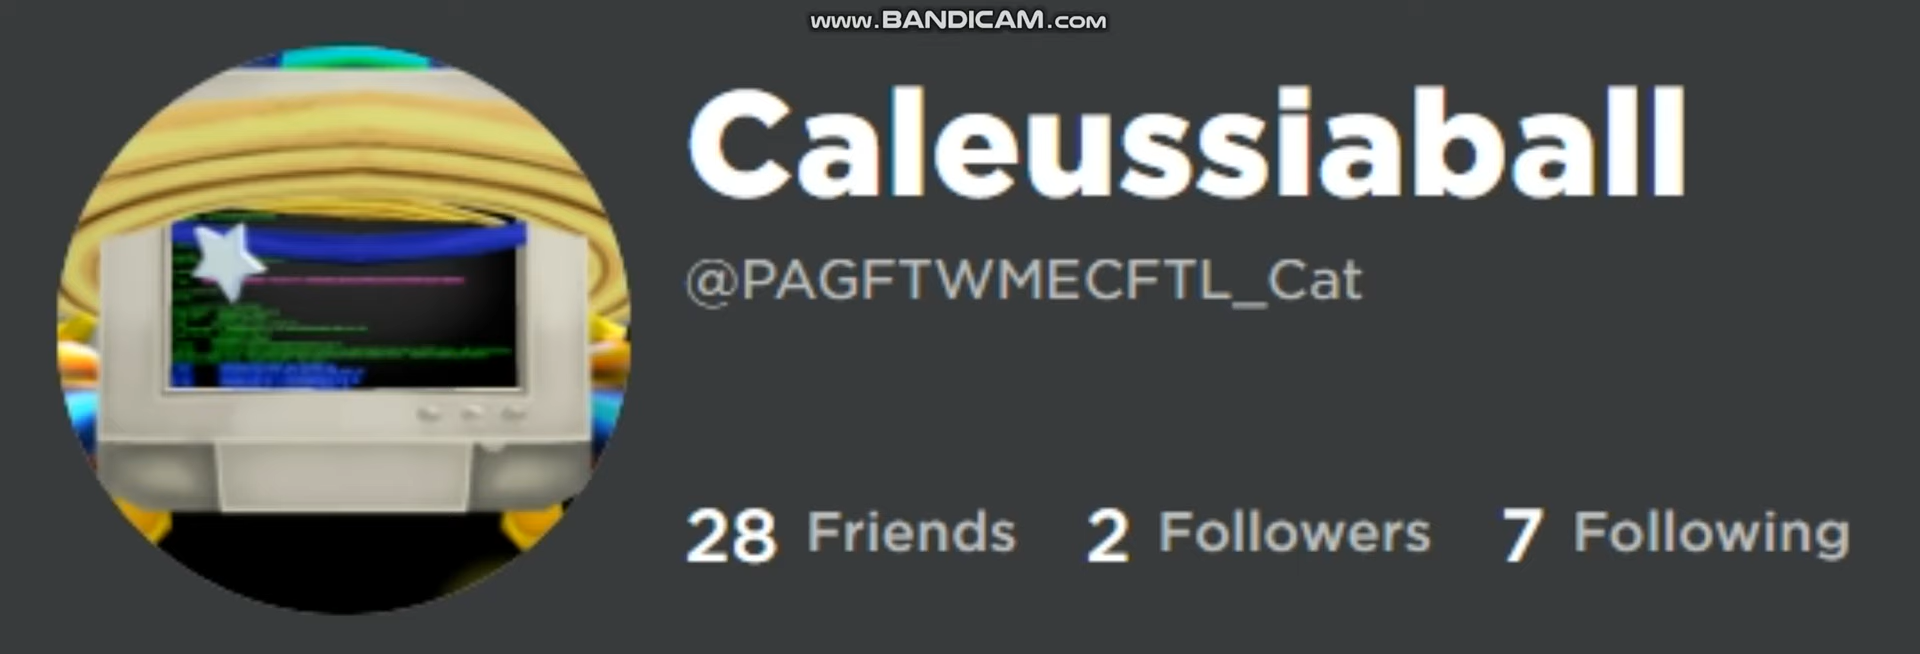 www.BANDICAM.com
Caleussiaball
@PAGFTWMECFTL_Cat
28 Friends 2 Followers 7 Following